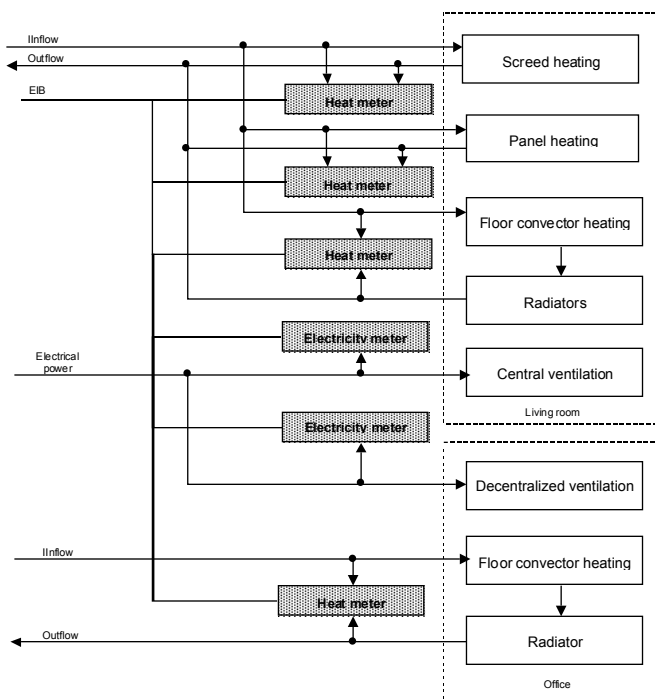 IInflow
Screed heating
Outflow
EIB
Heat meter
Panel heating
Heat meter
Floor convector heating
Heat meter
Radiators
Electricity meter
Electrical
power
Central ventilation
Living room
Electricity meter
Decentralized ventilation
IInflow
Floor convector heating
Heat meter
Outflow
Radiator
Office